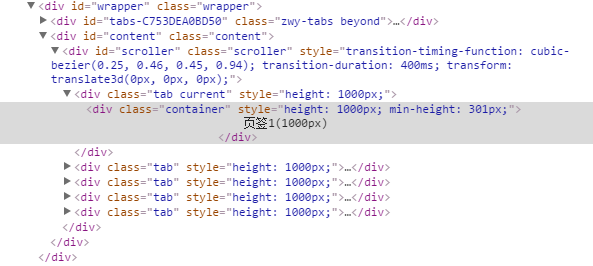 ▼<div id="wrapper" class="wrapper">
▶<div id="tabs-C753DEA0BD50" class="zwy-tabs beyond">…</div>
▼<div id="content" class="content">
▼<div id="scroller" class="scroller" style="transition-timing-function: cubic-
bezier(0.25, 0.46, 0.45, 0.94); transition-duration: 400ms; transform:
translate3d(0px, 0px, 0px);">
▼<div class="tab current" style="height: 1000px;">
<div class="container" style="height: 1000px; min-height: 301px;">
页签1(1000px)
</div>
</div>
▶<div class="tab" style="height: 1000px;">…</div>
▶<div class="tab" style="height: 1000px;">…</div>
▶<div class="tab" style="height: 1000px;">…</div>
▶<div class="tab" style="height: 1000px;">…</div>
</div>
</div>
</div>